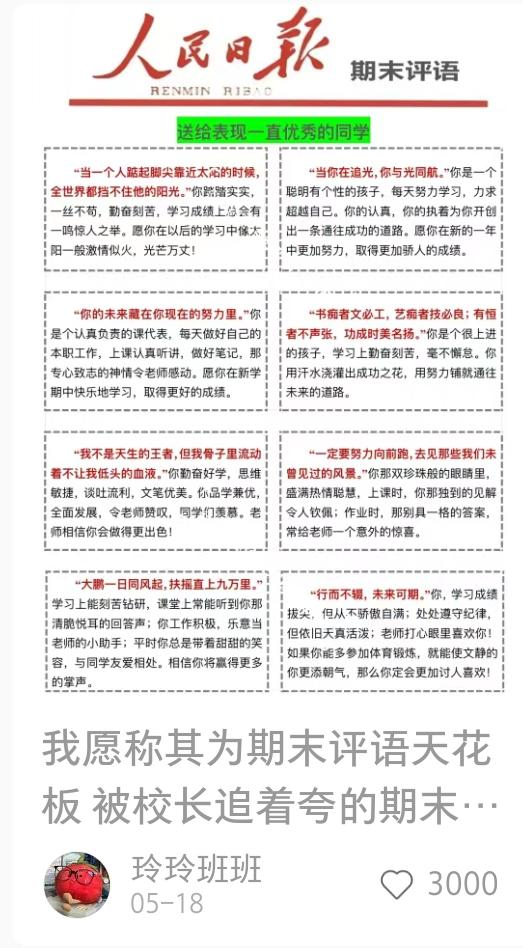 人民日报
RENMIN RIBAO
期末评语
送给表现一直优秀的同学
“当一个人踮起脚尖靠近太阳的时候，
全世界都挡不住他的阳光。”你踏踏实实，
一丝不苟，勤奋刻苦，学习成绩上总会有
一鸣惊人之举。愿你在以后的学习中像太
阳一般激情似火，光芒万丈！
“当你在追光，你与光同航。”你是一个
聪明有个性的孩子，每天努力学习，力求
超越自己。你的认真，你的执着为你开创
出一条通往成功的道路。愿你在新的一年
中更加努力，取得更加骄人的成绩。
“你的未来藏在你现在的努力里。”你
是个认真负责的课代表，每天做好自己的
本职工作，上课认真听讲，做好笔记，那
专心致志的神情令老师感动。愿你在新学
期中快乐地学习，取得更好的成绩。
“书痴者文必工，艺痴者技必良；有恒
者不声张，功成时美名扬。”你是个很上进
的孩子，学习上勤奋刻苦，毫不懈怠。你
用汗水浇灌出成功之花，用努力铺就通往
未来的道路。
“我不是天生的王者，但我骨子里流动
着不让我低头的血液。”你勤奋好学，思维
敏捷，谈吐流利，文笔优美。你品学兼优，
全面发展，令老师赞叹，同学们羡慕。老
师相信你会做得更出色！
“一定要努力向前跑，去见那些我们未
曾见过的风景。”你那双珍珠般的眼睛里，
盛满热情聪慧，上课时，你那独到的见解
令人钦佩；作业时，那别具一格的答案，
常给老师一个意外的惊喜。
“大鹏一日同风起，扶摇直上九万里。”
学习上能刻苦钻研，课堂上常能听到你那
清脆悦耳的回答声；你工作积极，乐意当
老师的小助手；平时你总是带着甜甜的笑
容，与同学友爱相处。相信你将赢得更多
的掌声。
“行而不辍，未来可期。”你，学习成绩
拔尖，但从不骄傲自满；处处遵守纪律，
但依旧天真活泼；老师打心眼里喜欢你！
如果你能多参加体育锻炼，就能使文静的
你更添朝气，那么你定会更加讨人喜欢！
我愿称其为期末评语天花
板 被校长追着夸的期末…
玲玲班班
05-18
3000